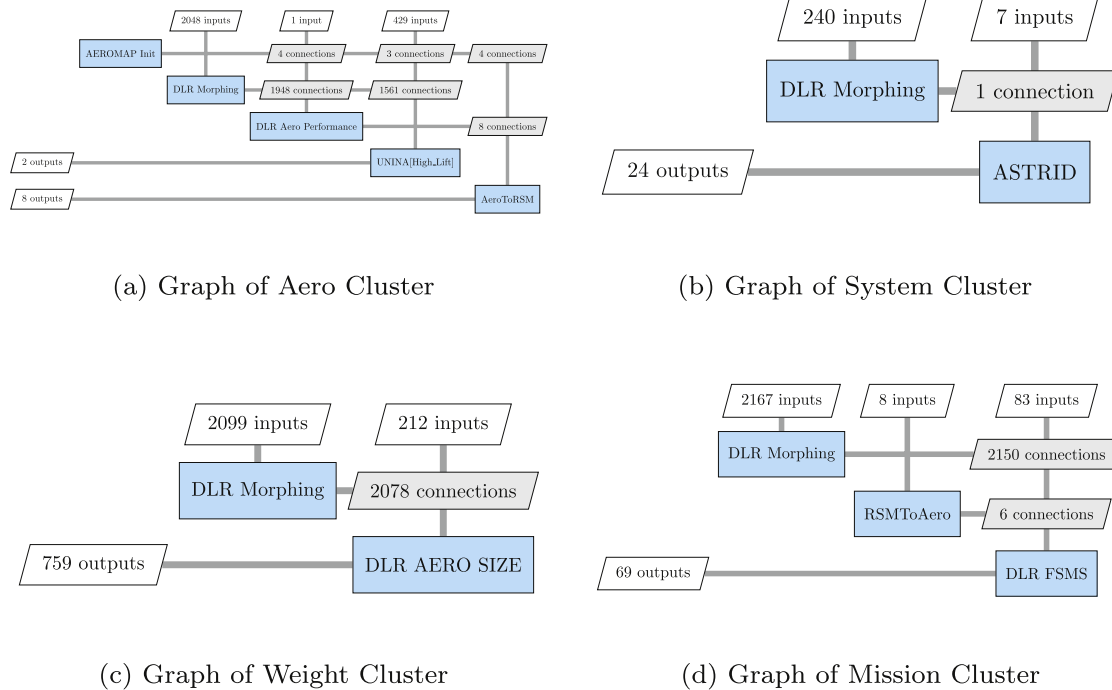 2048 inputs
1 input
429 inputs
AEROMAP Init
4 connections
3 connections
4 connections
DLR Morphing
1948 connections
1561 connections
DLR Aero Performance
8 connections
2 outputs
UNINA[High_Lift]
8 outputs
AeroToRSM
(a) Graph of Aero Cluster
240 inputs
7 inputs
DLR Morphing
1 connection
24 outputs
ASTRID
(b) Graph of System Cluster
2099 inputs
212 inputs
DLR Morphing
2078 connections
759 outputs
DLR AERO SIZE
(c) Graph of Weight Cluster
2167 inputs
8 inputs
83 inputs
DLR Morphing
2150 connections
RSMToAero
6 connections
69 outputs
DLR FSMS
(d) Graph of Mission Cluster